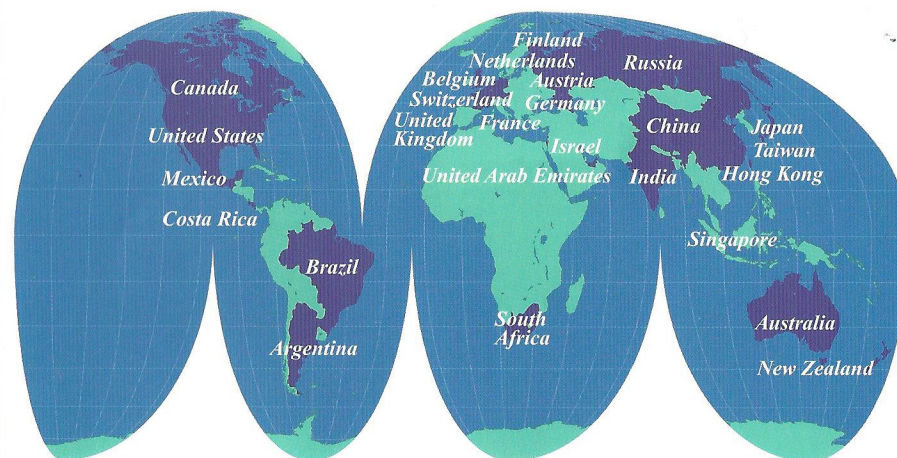 Canada
United States
Mexico
Costa Rica
Brazil
Argentina
Finland
Netherlands
Belgium
Austria
Switzerland
Germany
United
Kingdom
France
Israel
United Arab Emirates
South
Africa
Russia
China
Japan
Taiwan
Hong Kong
India
Singapore
Australia
New Zealand